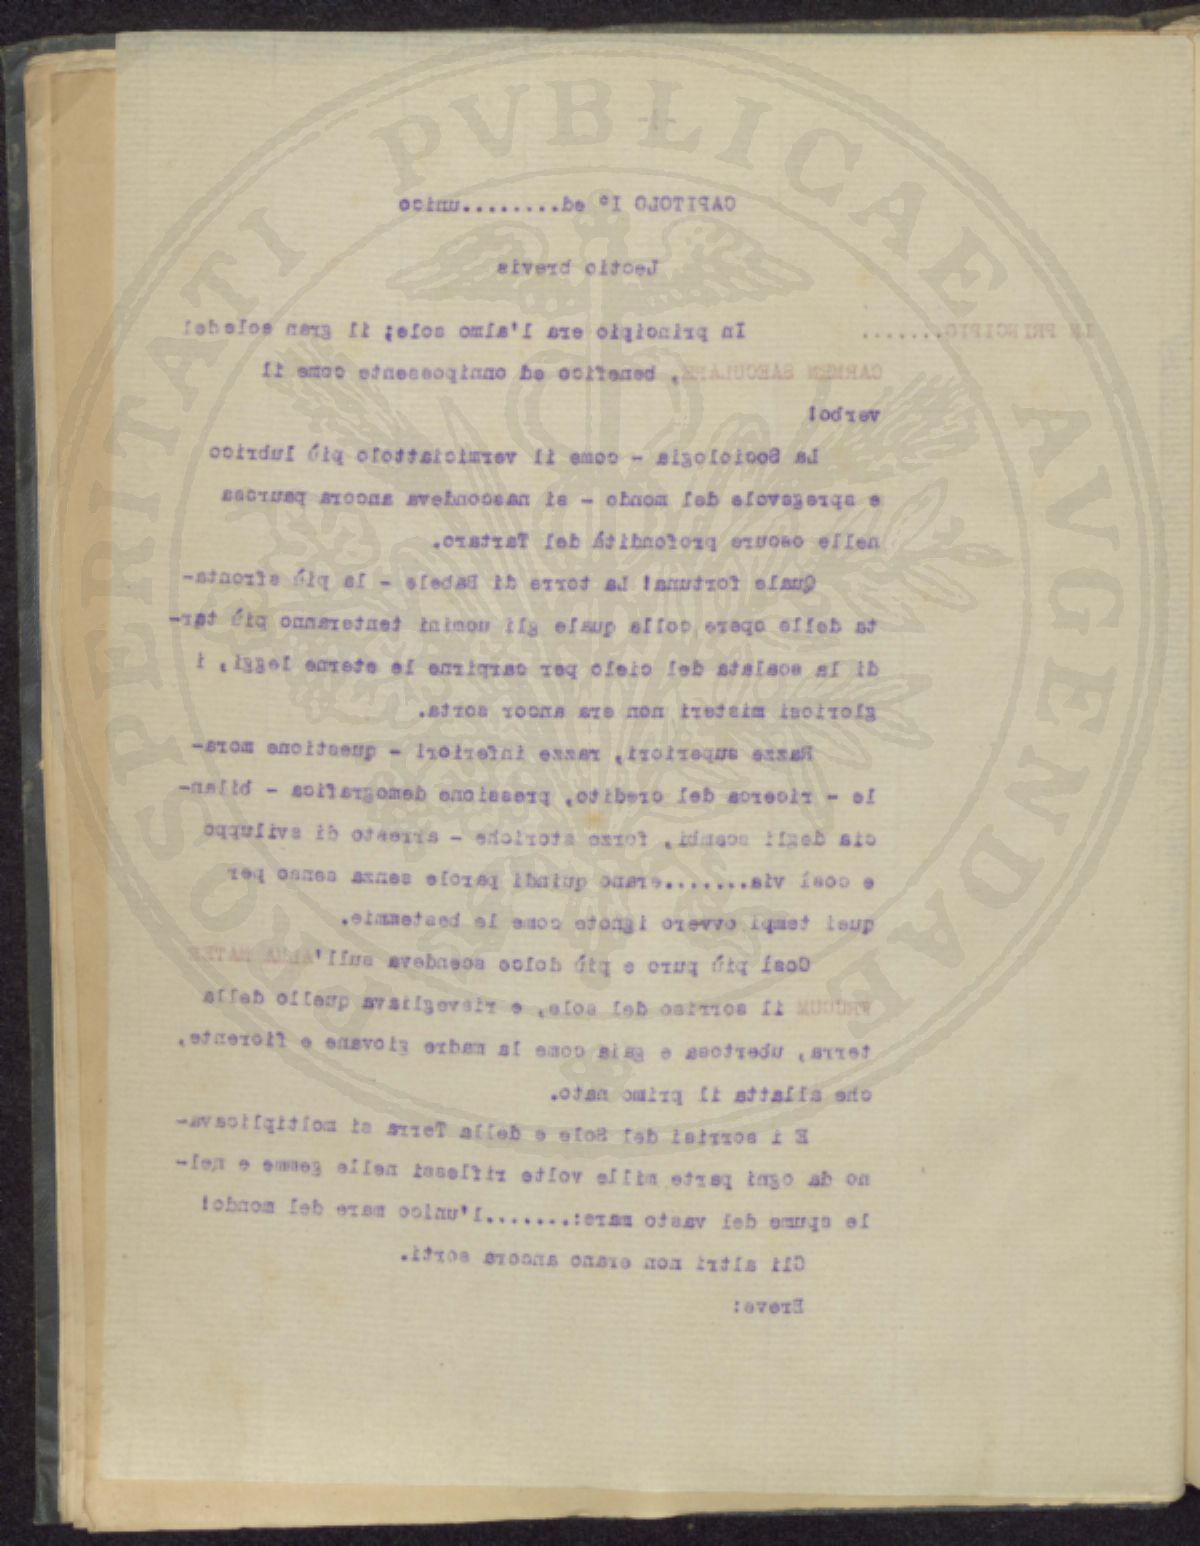 - 1 -
CAPITOLO I° ed.........unico
Lectio brevis
IN PRINCIPIO....... In principio era l'almo sole; il gran sole del
CARMEN SAECULARE, benefico ed onnipossente come il
verbo!
La Sociologia - come il vermiciattolo più lubrico
e spregevole del mondo - si nascondeva ancora paurosa
nelle oscure profondità del Tartaro.
Quale fortuna! La torre di Babele - la più sfronta-
ta delle opere colla quale gli uomini tenteranno più tar-
di la scalata del cielo per carpirne le eterne leggi, i
gloriosi misteri non era ancor sorta.
Razze superiori, razze inferiori - questione mora-
le - ricerca del credito, pressione demografica - bilan-
cia degli scambi, forze storiche - arresto di sviluppo
e così via........erano quindi parole senza senso per
quei tempi ovvero ignote come le bestemmie.
Così più puro e più dolce scendeva sull'ALMA MATER
FRUGUM il sorriso del sole, e risvegliava quello della
terra, ubertosa e gaia come la madre giovane e fiorente,
che allatta il primo nato.
E i sorrisi del Sole e della Terra si moltiplicava-
no da ogni parte mille volte riflessi nelle gemme e nel-
le spume del vasto mare:.......l'unico mare del mondo!
Gli altri non erano ancora sorti.
Breve:
PROSPERITATI PVBLICAE AVGENDAE